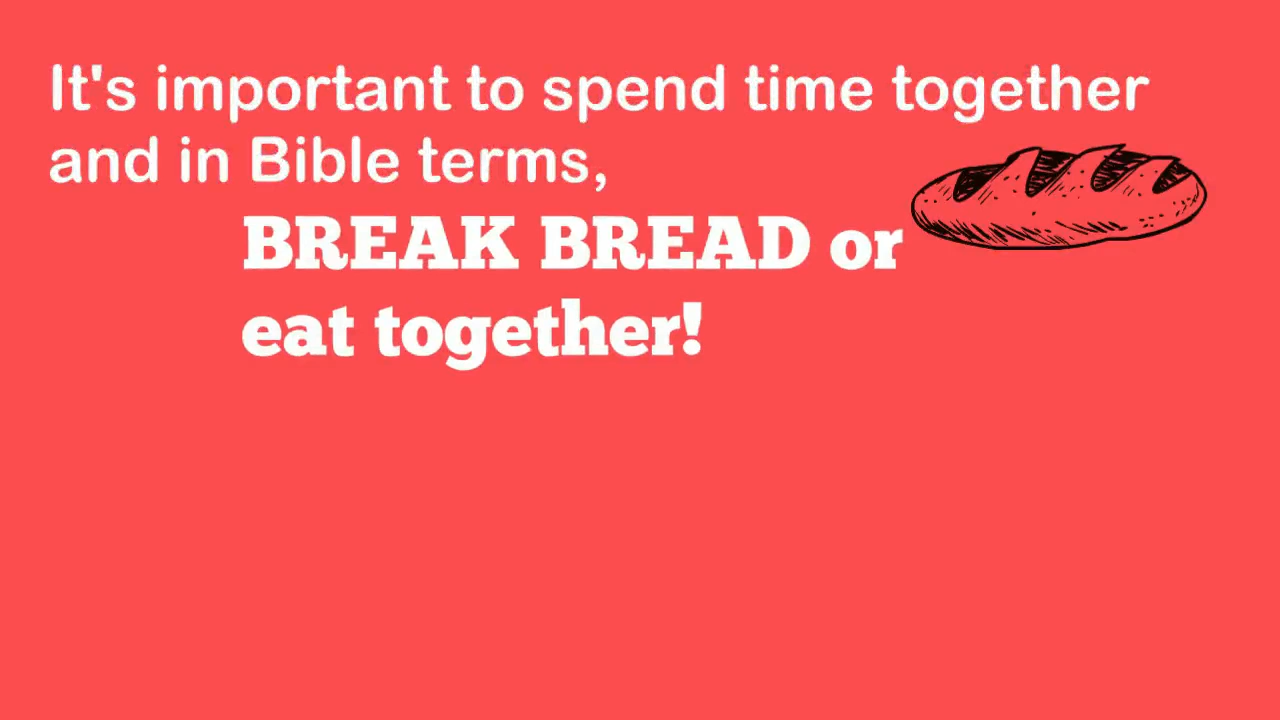 It's important to spend time together
and in Bible terms,
BREAK BREAD or
eat together!